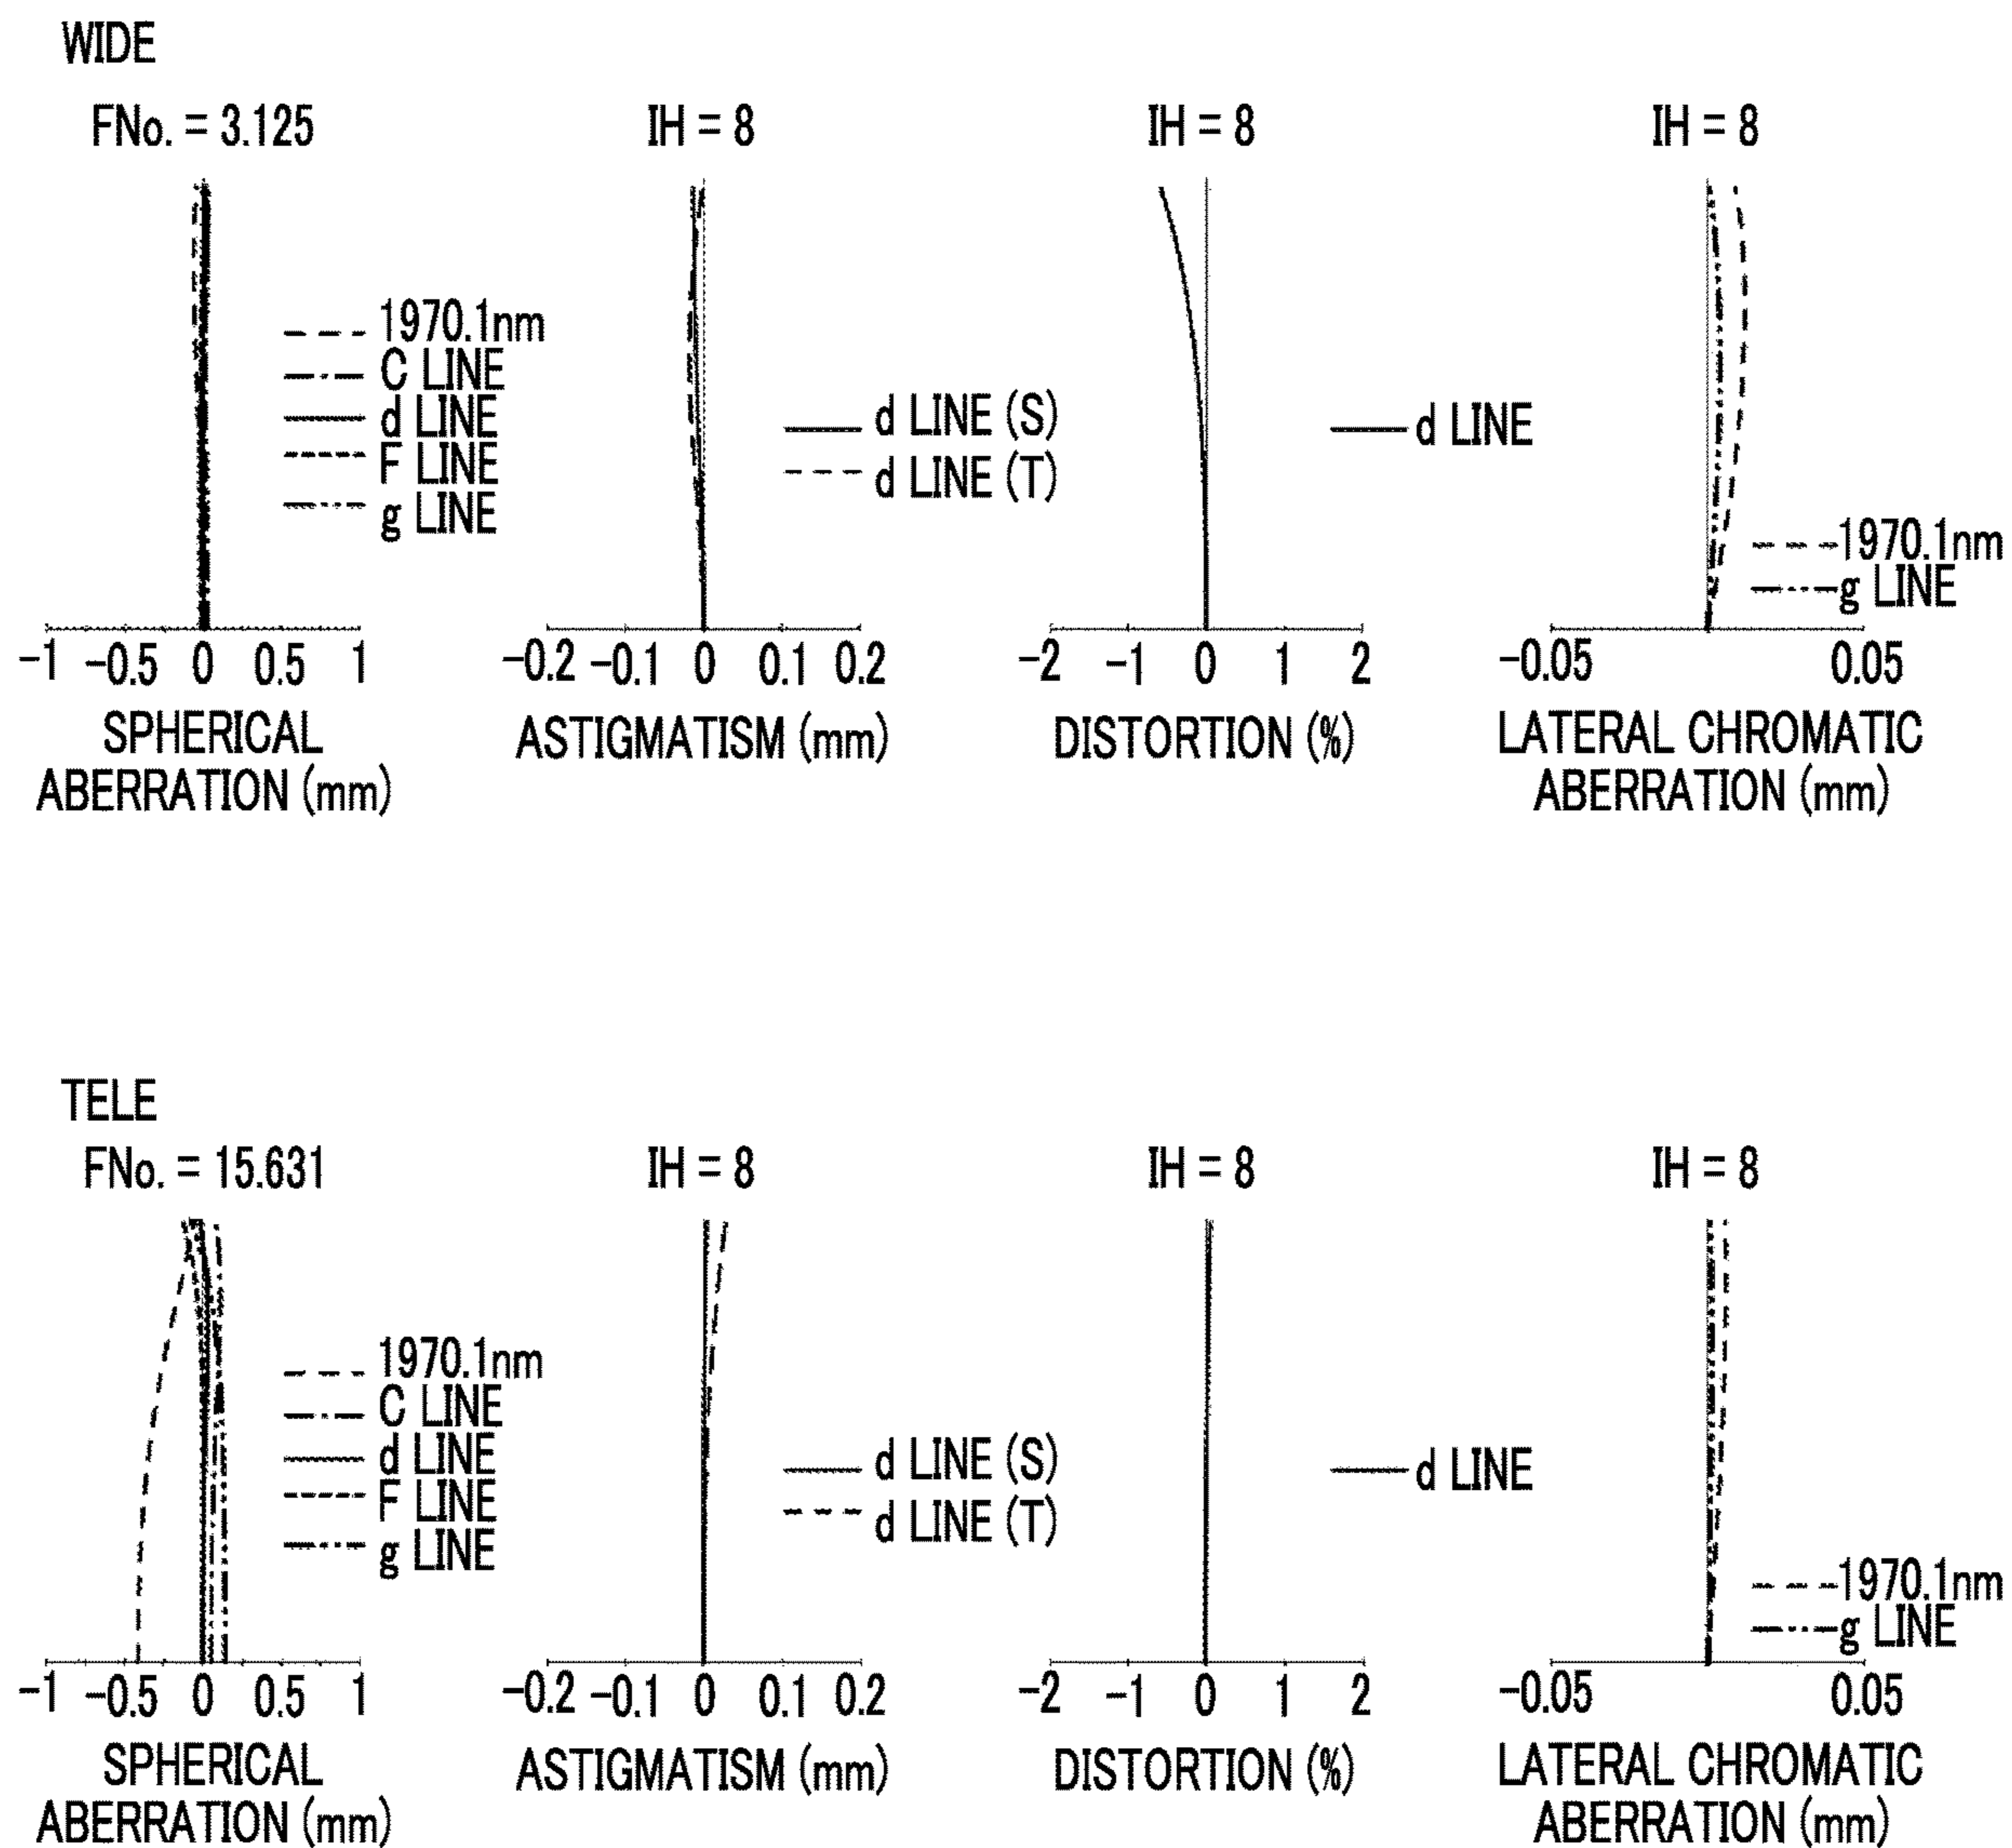 WIDE
FNo. = 3.125
IH = 8
IH = 8
IH = 8
1970.1nm
C LINE
d LINE
F LINE
g LINE
d LINE (S)
d LINE (T)
d LINE
1970.1nm
g LINE
-1 -0.5 0 0.5 1
-0.2 -0.1 0 0.1 0.2
-2 -1 0 1 2
-0.05 0.05
SPHERICAL
ABERRATION (mm)
ASTIGMATISM (mm)
DISTORTION (%)
LATERAL CHROMATIC
ABERRATION (mm)
TELE
FNo. = 15.631
IH = 8
IH = 8
IH = 8
1970.1nm
C LINE
d LINE
F LINE
g LINE
d LINE (S)
d LINE (T)
d LINE
1970.1nm
g LINE
-1 -0.5 0 0.5 1
-0.2 -0.1 0 0.1 0.2
-2 -1 0 1 2
-0.05 0.05
SPHERICAL
ABERRATION (mm)
ASTIGMATISM (mm)
DISTORTION (%)
LATERAL CHROMATIC
ABERRATION (mm)